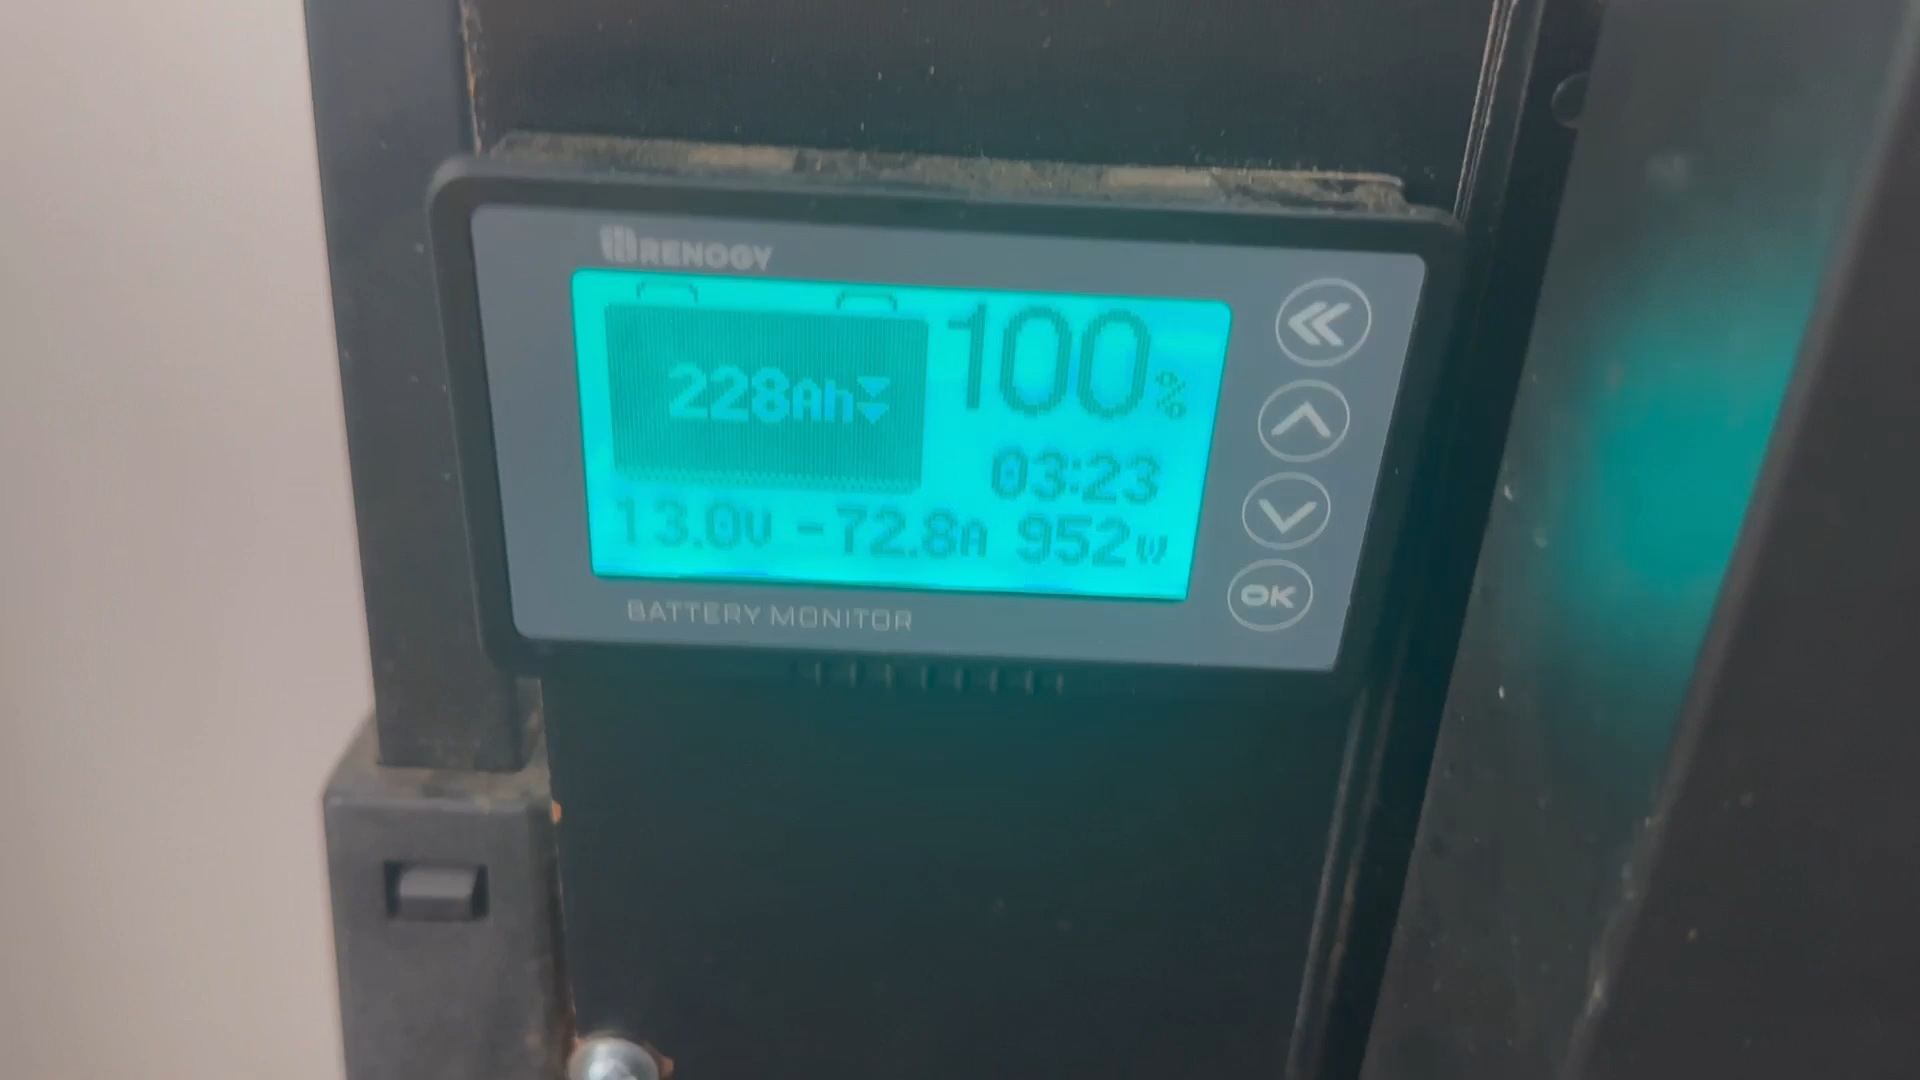 RENOGY
228Ah
100%
03:23
13.0V -72.8A 952W
BATTERY MONITOR
OK